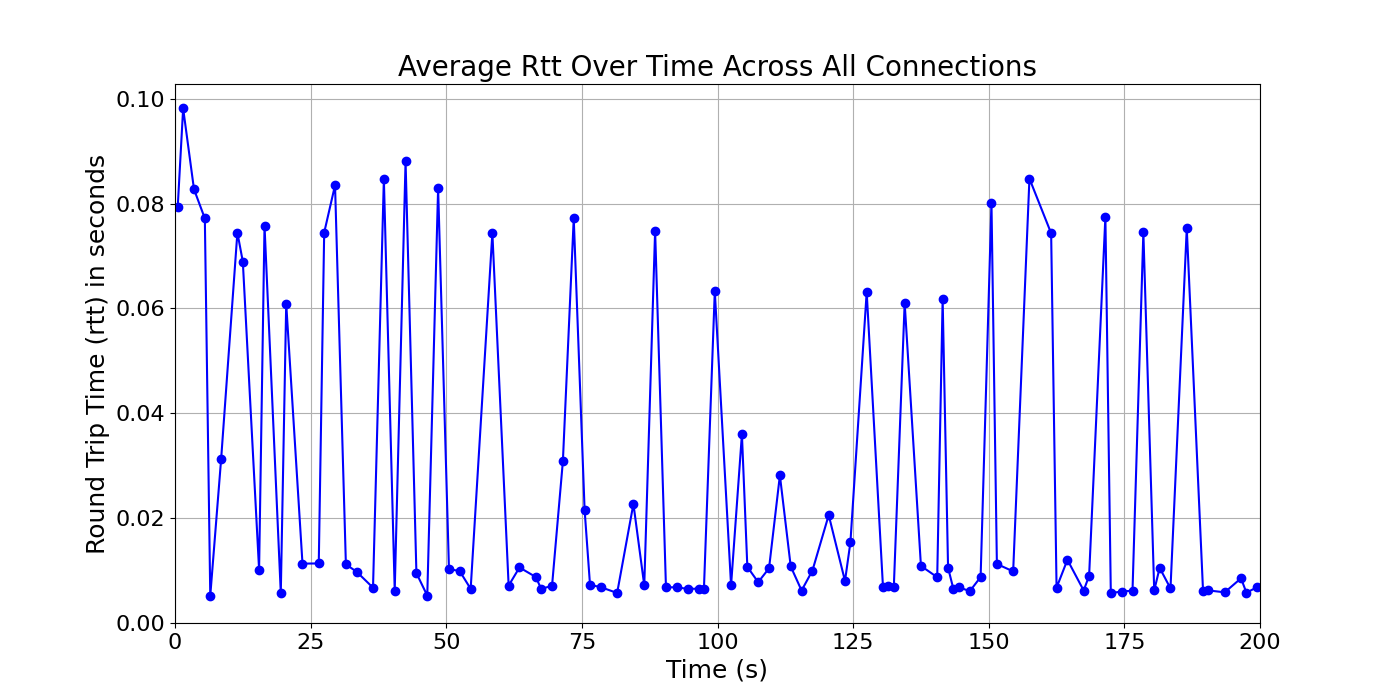 Average Rtt Over Time Across All Connections
Round Trip Time (rtt) in seconds
0.10
0.08
0.06
0.04
0.02
0.00
0 25 50 75 100 125 150 175 200
Time (s)